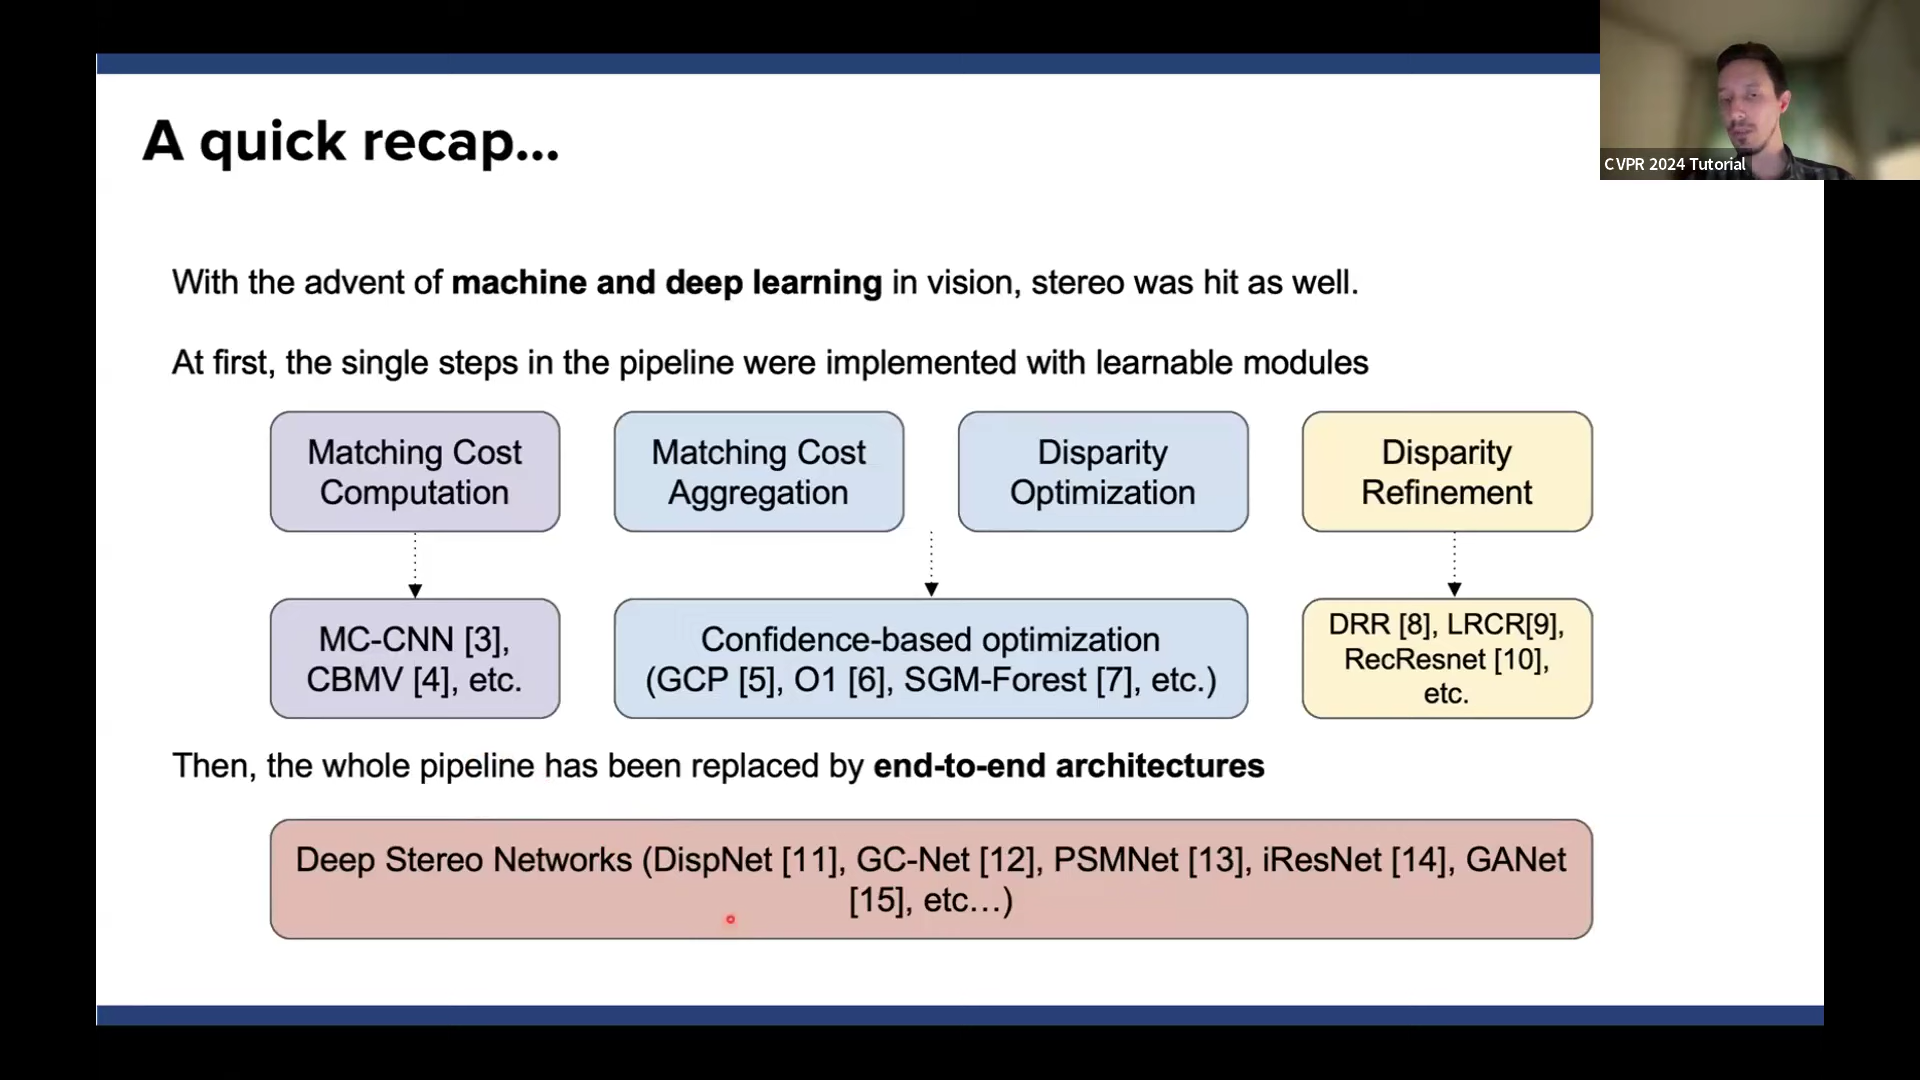 A quick recap...
CVPR 2024 Tutorial
With the advent of machine and deep learning in vision, stereo was hit as well.
At first, the single steps in the pipeline were implemented with learnable modules
Matching Cost
Computation
Matching Cost
Aggregation
Disparity
Optimization
Disparity
Refinement
MC-CNN [3],
CBMV [4], etc.
Confidence-based optimization
(GCP [5], O1 [6], SGM-Forest [7], etc.)
DRR [8], LRCR[9],
RecResnet [10],
etc.
Then, the whole pipeline has been replaced by end-to-end architectures
Deep Stereo Networks (DispNet [11], GC-Net [12], PSMNet [13], iResNet [14], GANet
[15], etc…)